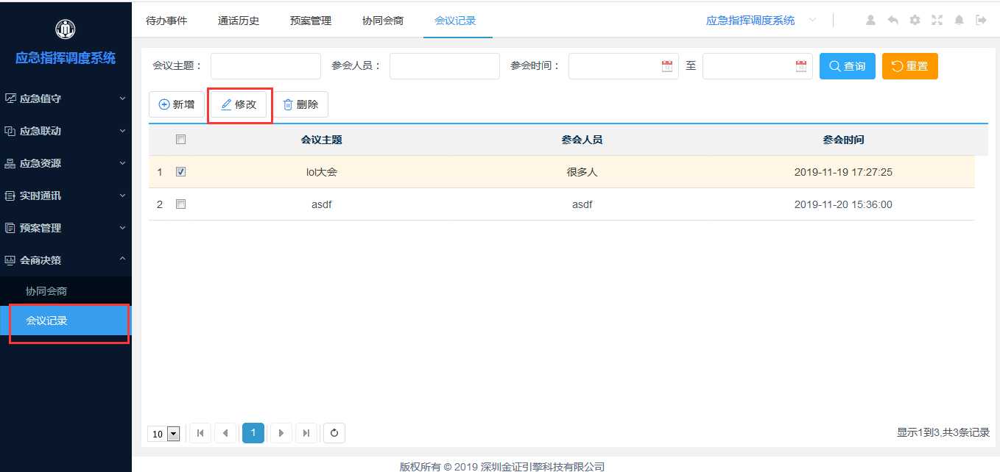 应急指挥调度系统
应急值守
应急联动
应急资源
实时通讯
预案管理
会商决策
协同会商
会议记录
待办事件 通话历史 预案管理 协同会商 会议记录 应急指挥调度系统
会议主题： 参会人员： 参会时间： 至 查询 重置
新增 修改 删除
会议主题 参会人员 参会时间
1 lol大会 很多人 2019-11-19 17:27:25
2 asdf asdf 2019-11-20 15:36:00
10 1 显示1到3,共3条记录
版权所有 © 2019 深圳金证引擎科技有限公司